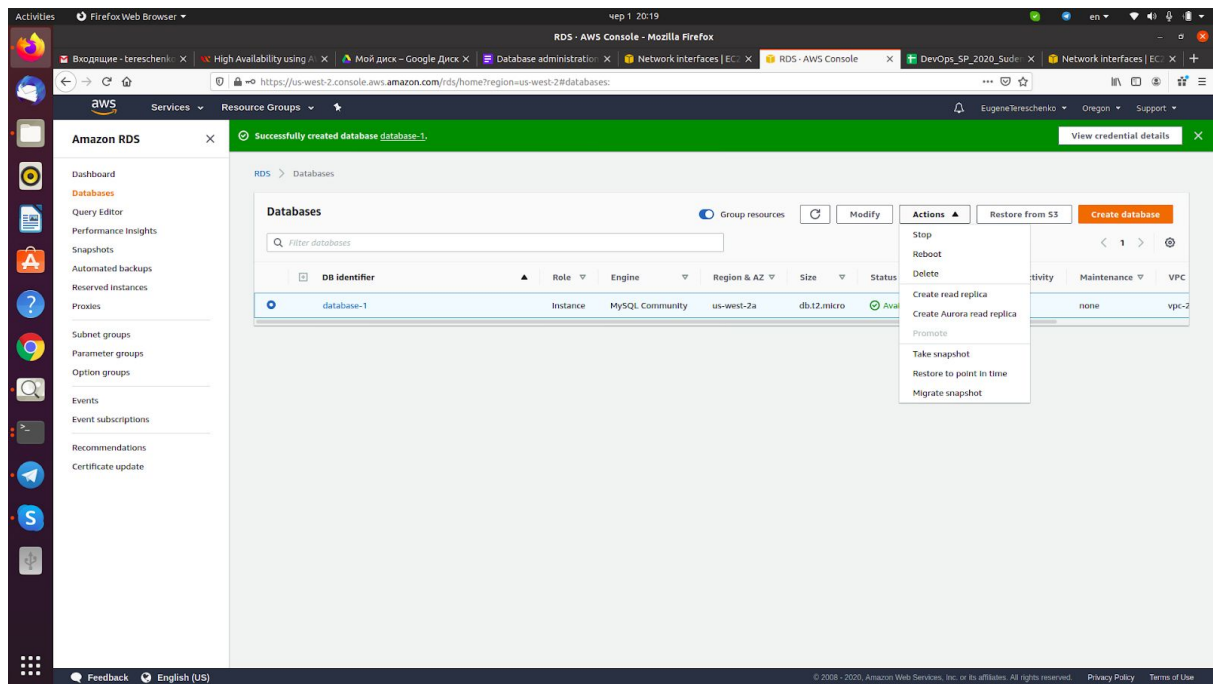 Activities Firefox Web Browser чер 1 20:19 en
RDS · AWS Console - Mozilla Firefox
Входящие - tereschenko High Availability using A Мой диск – Google Диск Database administration Network interfaces | EC2 RDS · AWS Console DevOps_SP_2020_Sude Network interfaces | EC2
https://us-west-2.console.aws.amazon.com/rds/home?region=us-west-2#databases:
aws Services Resource Groups EugeneTereschenko Oregon Support
Amazon RDS
Successfully created database database-1. View credential details
Dashboard
Databases
Query Editor
Performance Insights
Snapshots
Automated backups
Reserved instances
Proxies
Subnet groups
Parameter groups
Option groups
Events
Event subscriptions
Recommendations
Certificate update
RDS > Databases
Databases Group resources Modify Actions Restore from S3 Create database
Filter databases 1
DB identifier Role Engine Region & AZ Size Status tivity Maintenance VPC
database-1 Instance MySQL Community us-west-2a db.t2.micro Avai none vpc-2
Stop
Reboot
Delete
Create read replica
Create Aurora read replica
Promote
Take snapshot
Restore to point in time
Migrate snapshot
Feedback English (US) © 2008 - 2020, Amazon Web Services, Inc. or its affiliates. All rights reserved. Privacy Policy Terms of Use